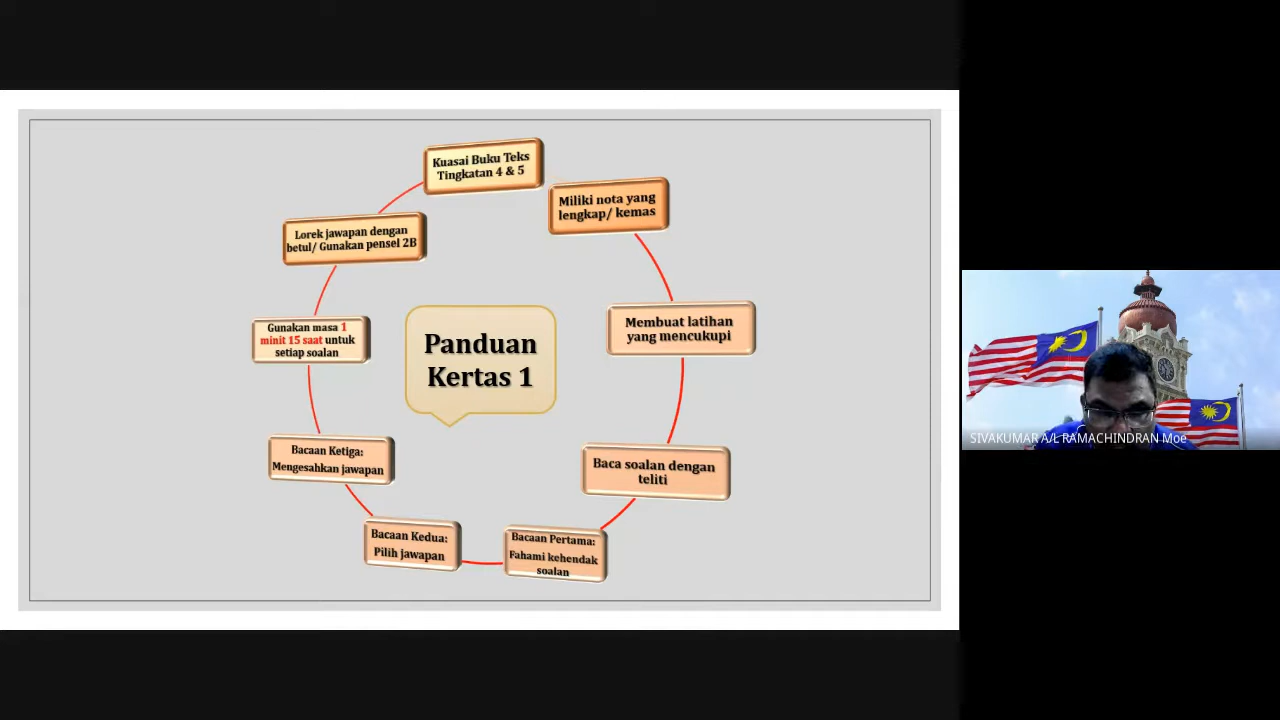 Kuasai Buku Teks
Tingkatan 4 & 5
Miliki nota yang
lengkap/ kemas
Membuat latihan
yang mencukupi
Baca soalan dengan
teliti
Bacaan Pertama:
Fahami kehendak
soalan
Bacaan Kedua:
Pilih jawapan
Bacaan Ketiga:
Mengesahkan jawapan
Gunakan masa 1
minit 15 saat untuk
setiap soalan
Lorek jawapan dengan
betul/ Gunakan pensel 2B
Panduan
Kertas 1
SIVAKUMAR A/L RAMACHINDRAN Moe